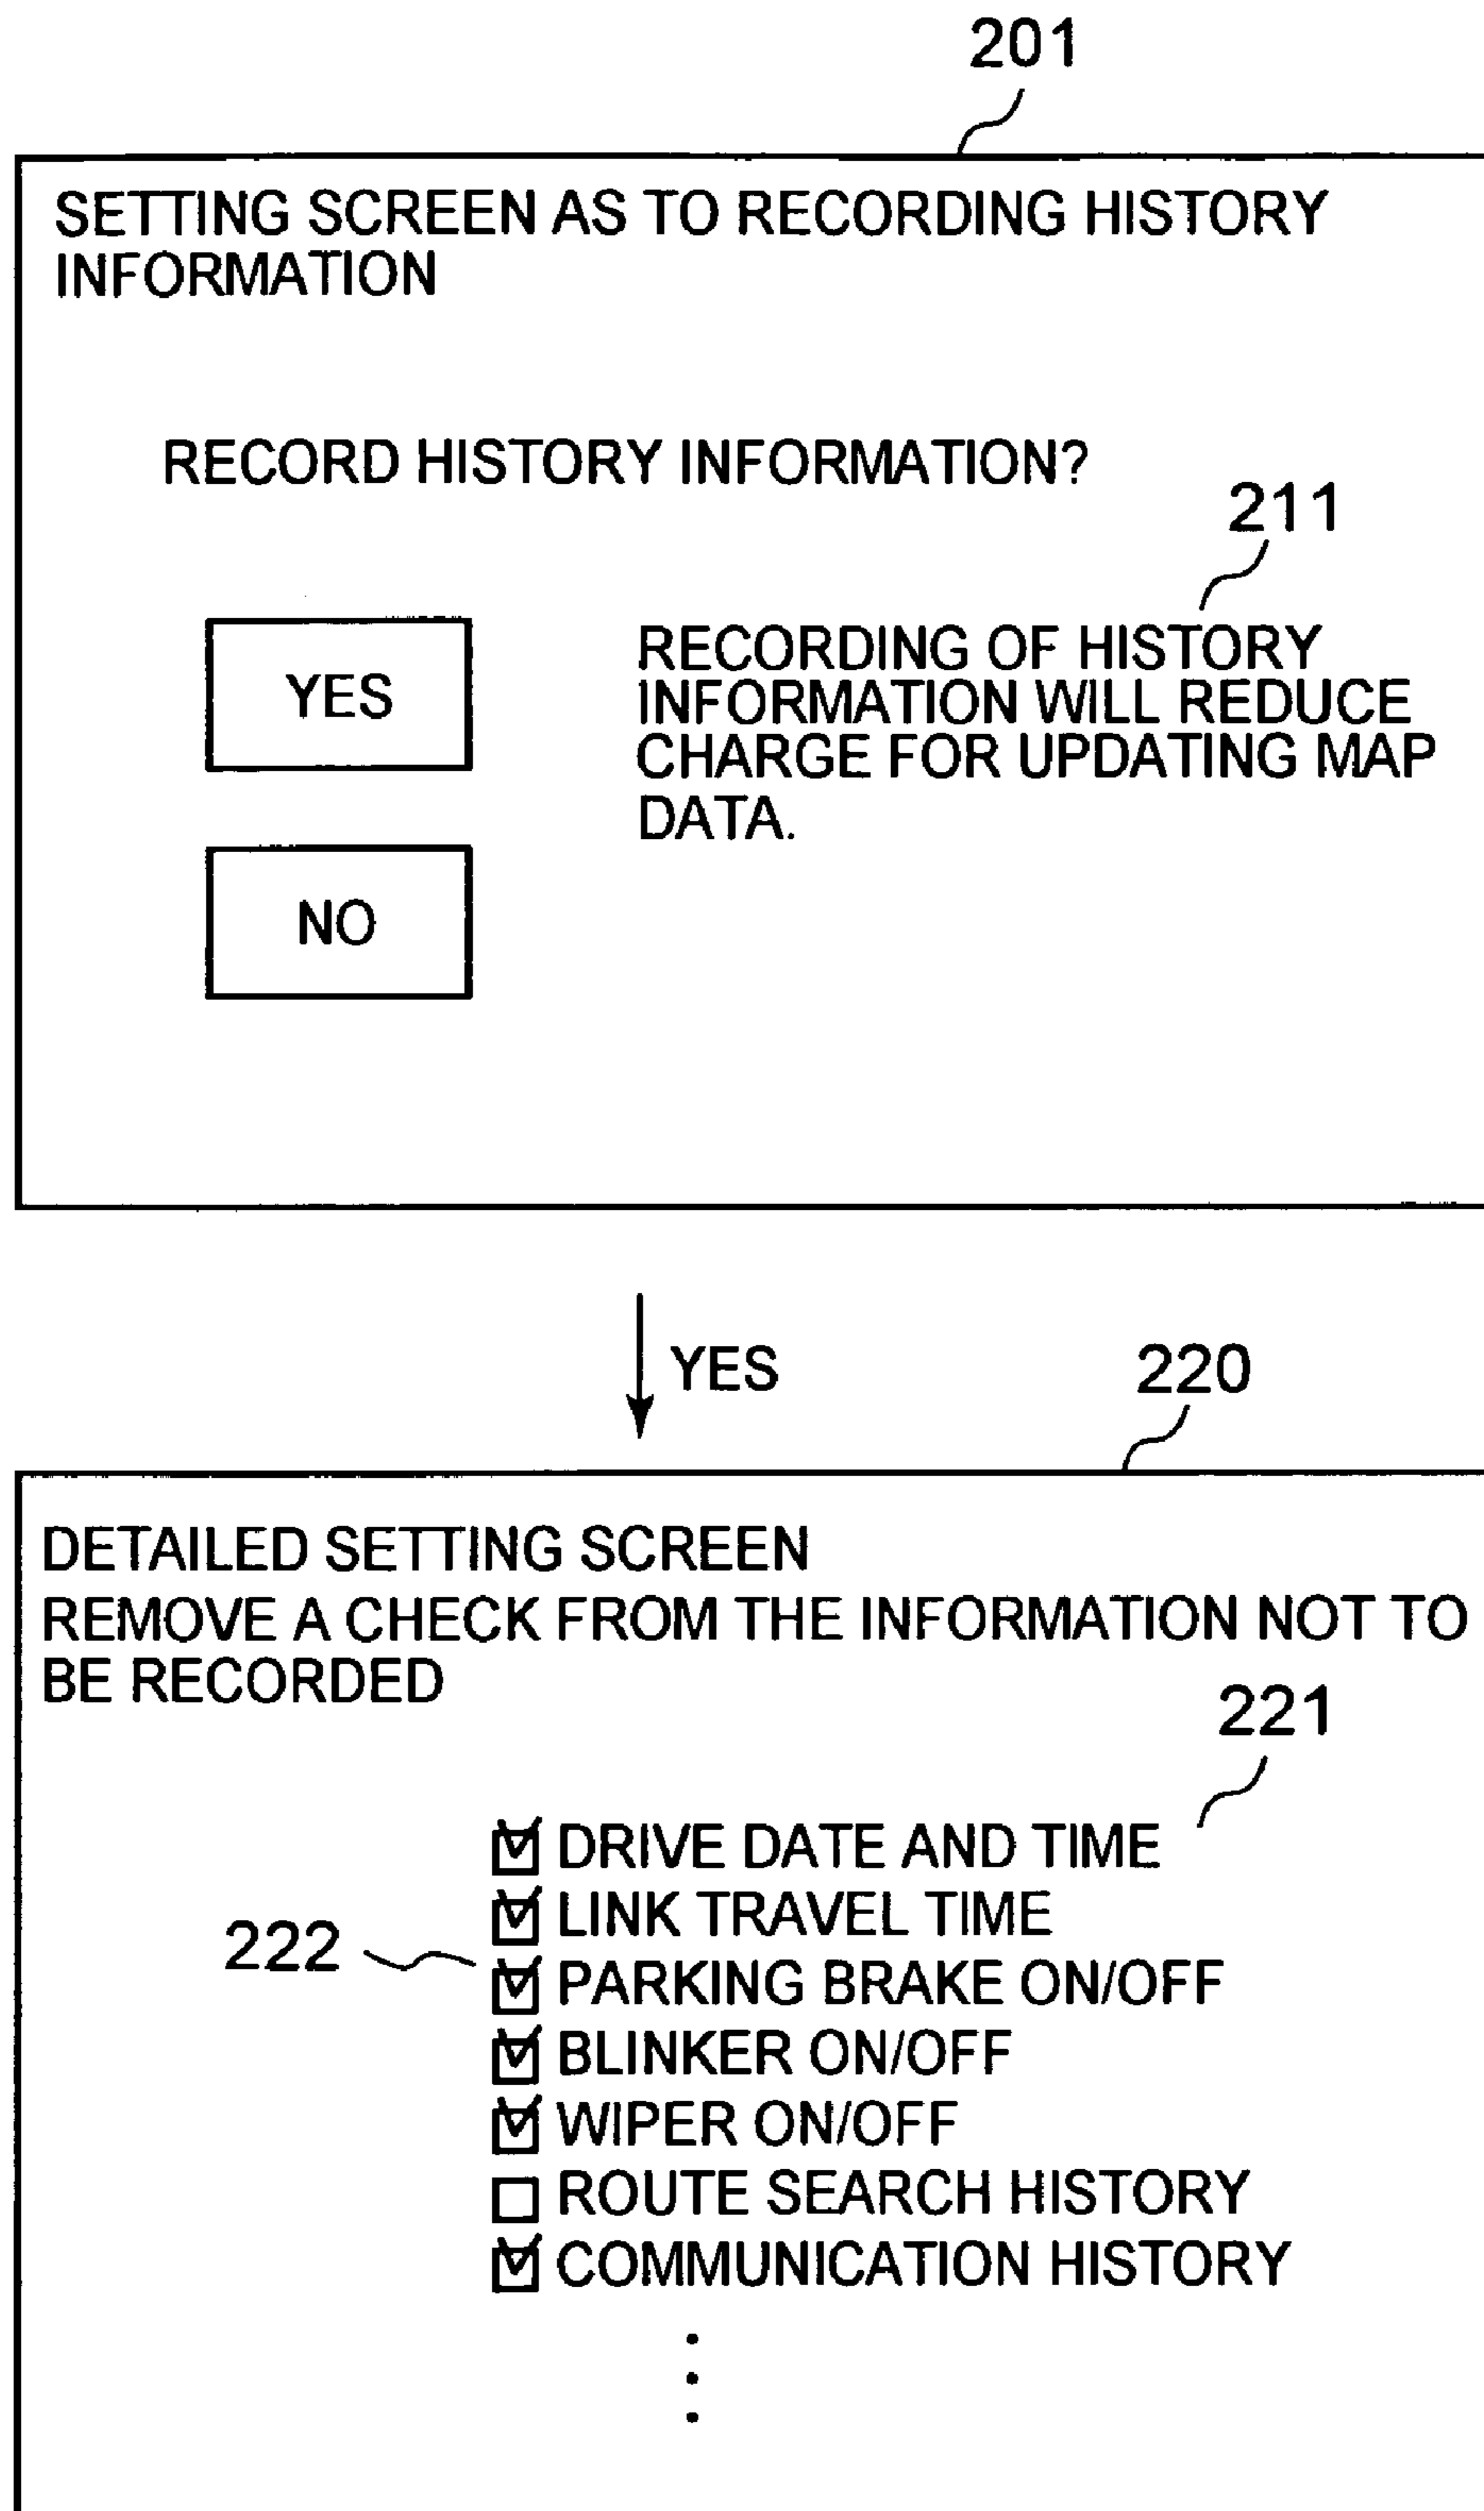 201
SETTING SCREEN AS TO RECORDING HISTORY
INFORMATION
RECORD HISTORY INFORMATION?
211
YES
RECORDING OF HISTORY
INFORMATION WILL REDUCE
CHARGE FOR UPDATING MAP
DATA.
NO
YES
220
DETAILED SETTING SCREEN
REMOVE A CHECK FROM THE INFORMATION NOT TO
BE RECORDED
221
DRIVE DATE AND TIME
LINK TRAVEL TIME
222
PARKING BRAKE ON/OFF
BLINKER ON/OFF
WIPER ON/OFF
ROUTE SEARCH HISTORY
COMMUNICATION HISTORY